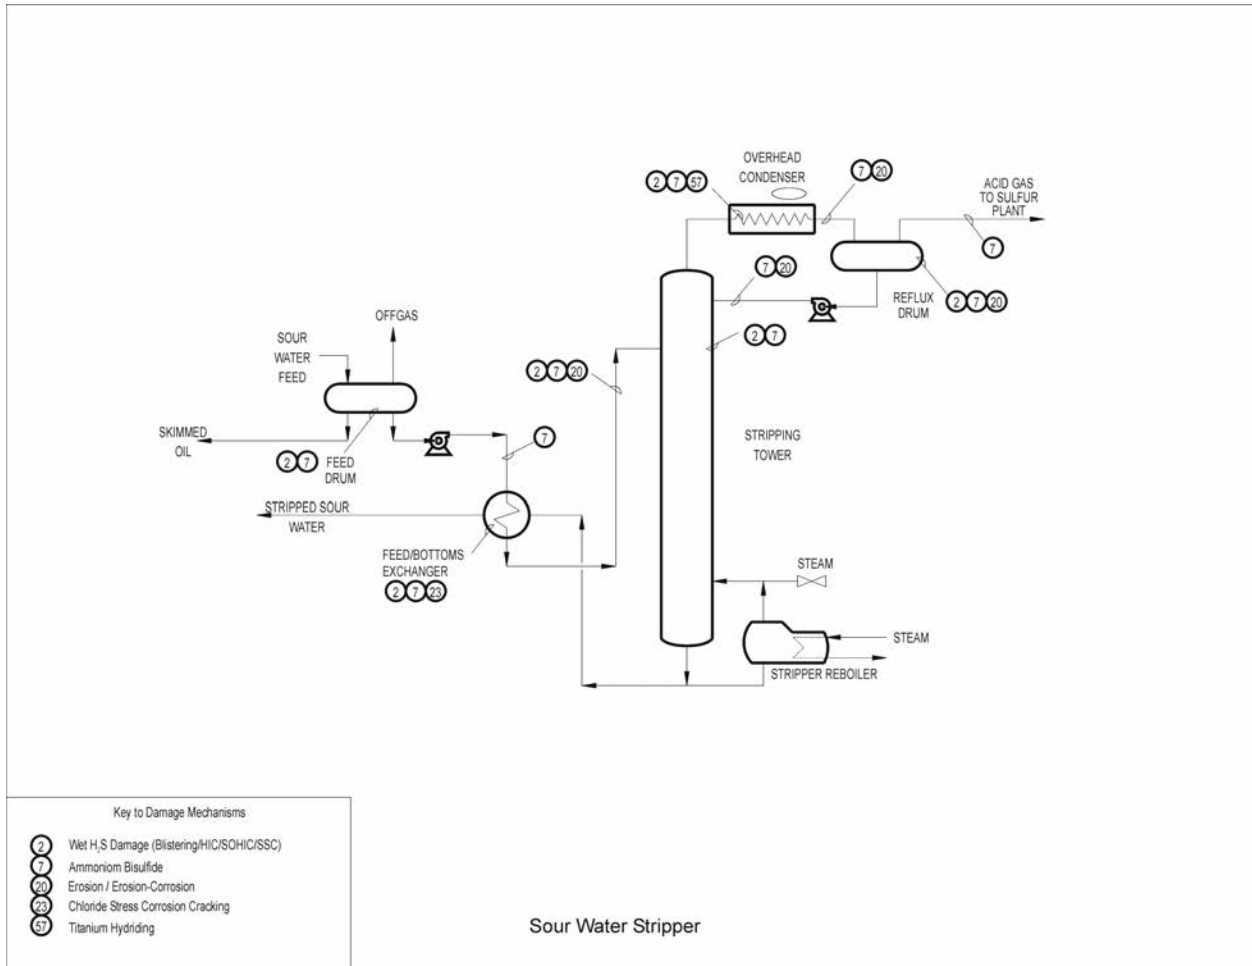 OVERHEAD
CONDENSER
2 7 57
7 20
ACID GAS
TO SULFUR
PLANT
7
7 20
REFLUX
DRUM
2 7 20
OFFGAS
SOUR
WATER
FEED
2 7
2 7 20
SKIMMED
OIL
2 7
FEED
DRUM
7
STRIPPING
TOWER
STRIPPED SOUR
WATER
FEED/BOTTOMS
EXCHANGER
2 7 23
STEAM
STEAM
STRIPPER REBOILER
Key to Damage Mechanisms
2 Wet H₂S Damage (Blistering/HIC/SOHIC/SSC)
7 Ammoniom Bisulfide
20 Erosion / Erosion-Corrosion
23 Chloride Stress Corrosion Cracking
57 Titanium Hydriding
Sour Water Stripper